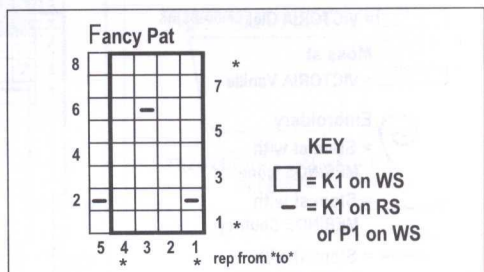 Fancy Pat
8 *
7
6
5
4
3
2
1 *
5 4 3 2 1
* * rep from *to*
KEY
= K1 on WS
– = K1 on RS
or P1 on WS